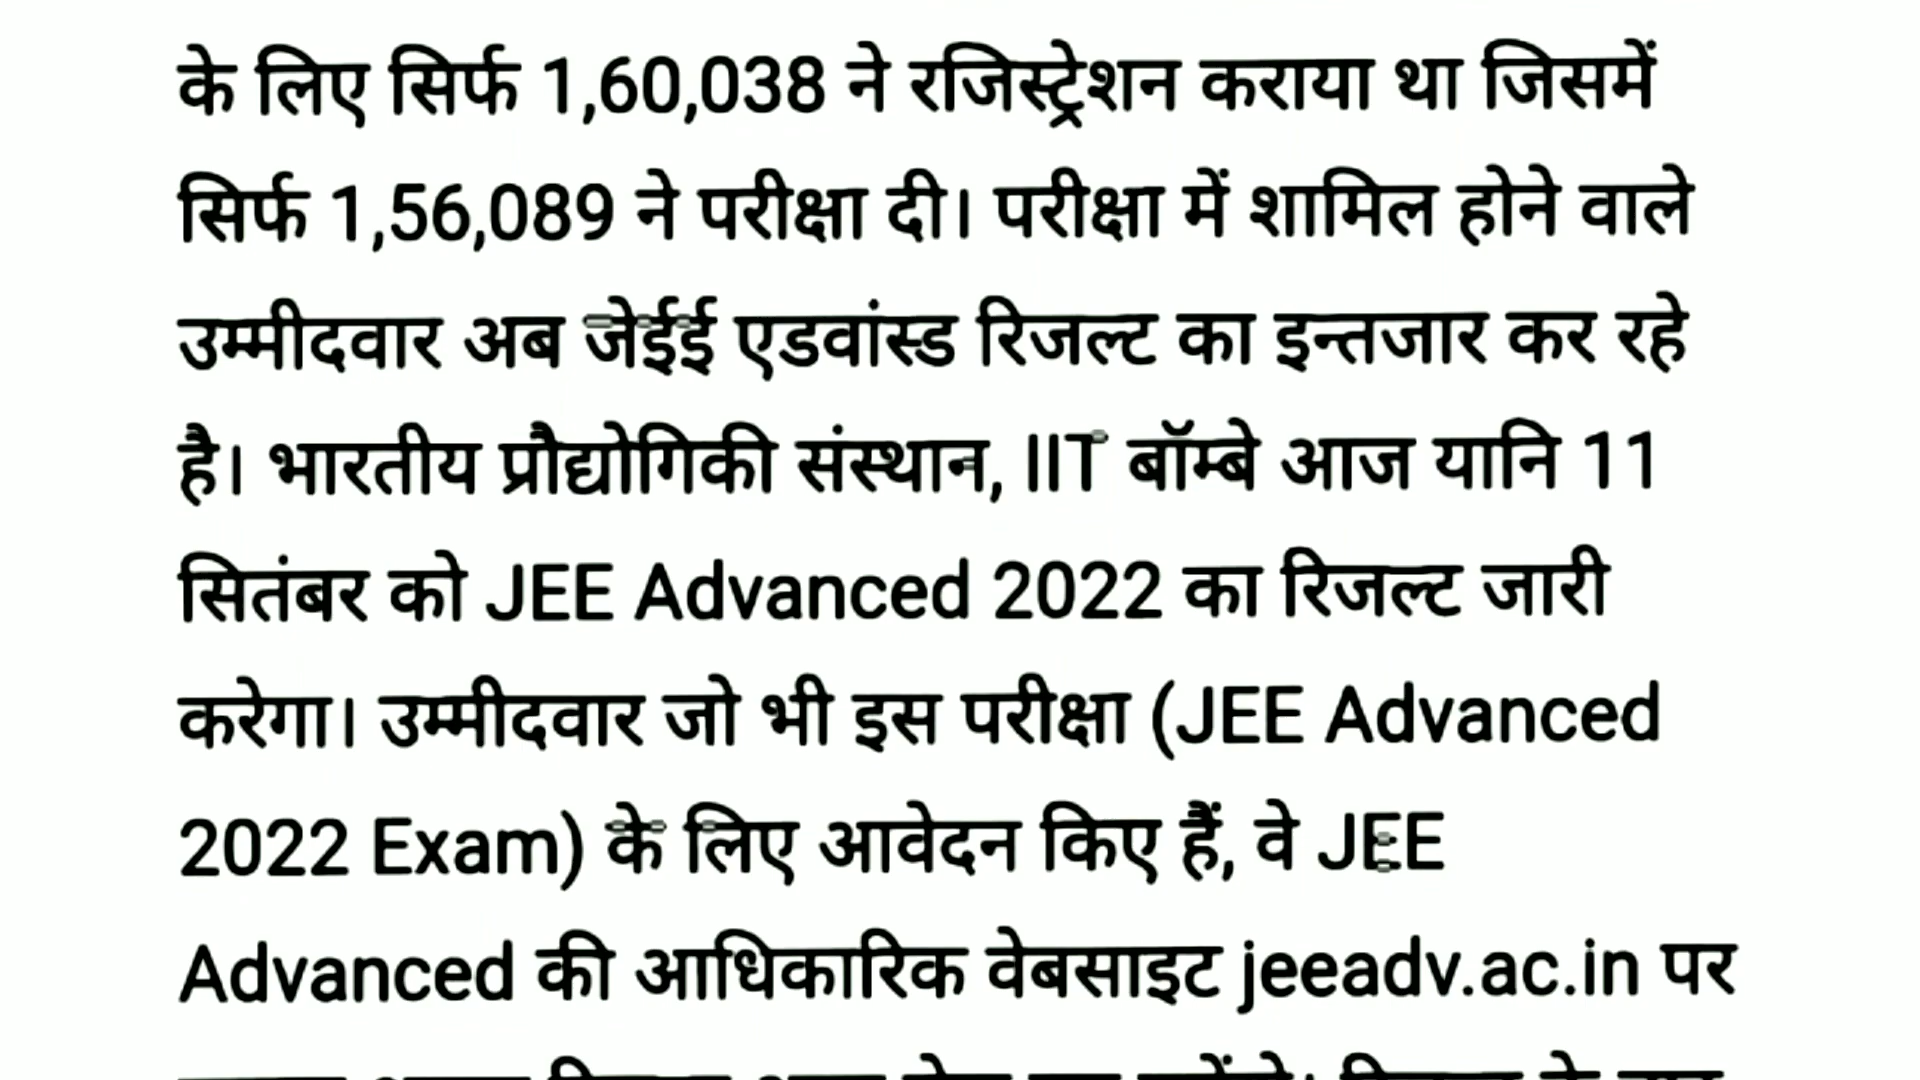 के लिए सिर्फ 1,60,038 ने रजिस्ट्रेशन कराया था जिसमें
सिर्फ 1,56,089 ने परीक्षा दी। परीक्षा में शामिल होने वाले
उम्मीदवार अब जेईई एडवांस्ड रिजल्ट का इन्तजार कर रहे
है। भारतीय प्रौद्योगिकी संस्थान, IIT बॉम्बे आज यानि 11
सितंबर को JEE Advanced 2022 का रिजल्ट जारी
करेगा। उम्मीदवार जो भी इस परीक्षा (JEE Advanced
2022 Exam) के लिए आवेदन किए हैं, वे JEE
Advanced की आधिकारिक वेबसाइट jeeadv.ac.in पर